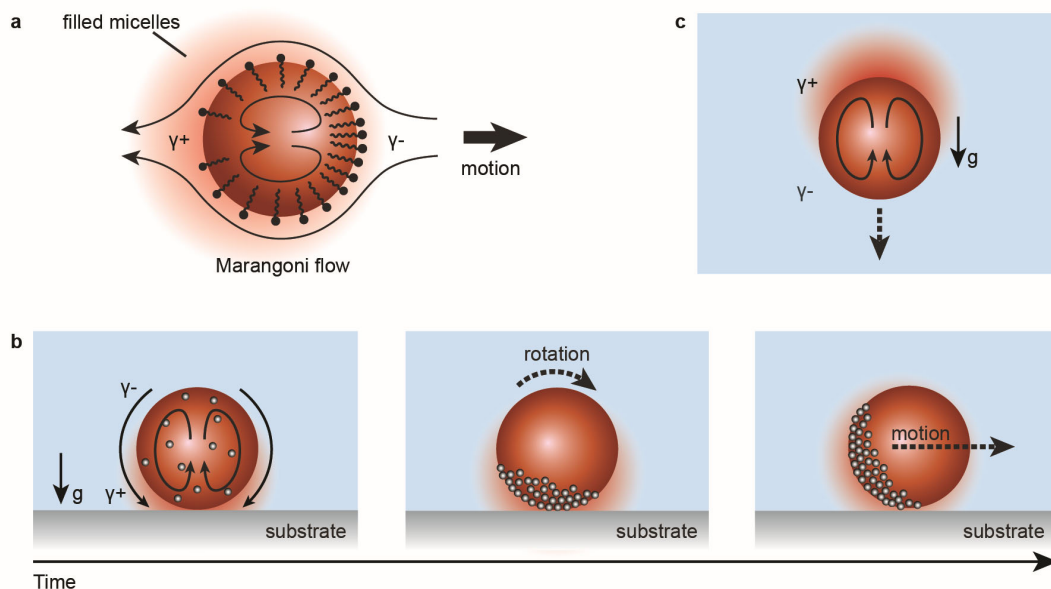 a
filled micelles
γ+
γ-
motion
Marangoni flow
c
γ+
γ-
g
b
γ-
γ+
g
substrate
rotation
substrate
motion
substrate
Time